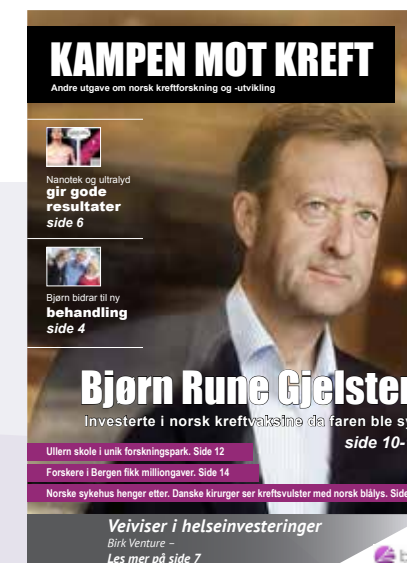 KAMPEN MOT KREFT
Andre utgave om norsk kreftforskning og -utvikling
Nanotek og ultralyd
gir gode
resultater
side 6
Bjørn bidrar til ny
behandling
side 4
Bjørn Rune Gjelsten
Investerte i norsk kreftvaksine da faren ble sy
side 10-
Ullern skole i unik forskningspark. Side 12
Forskere i Bergen fikk milliongaver. Side 14
Norske sykehus henger etter. Danske kirurger ser kreftsvulster med norsk blålys. Side
Veiviser i helseinvesteringer
Birk Venture –
Les mer på side 7